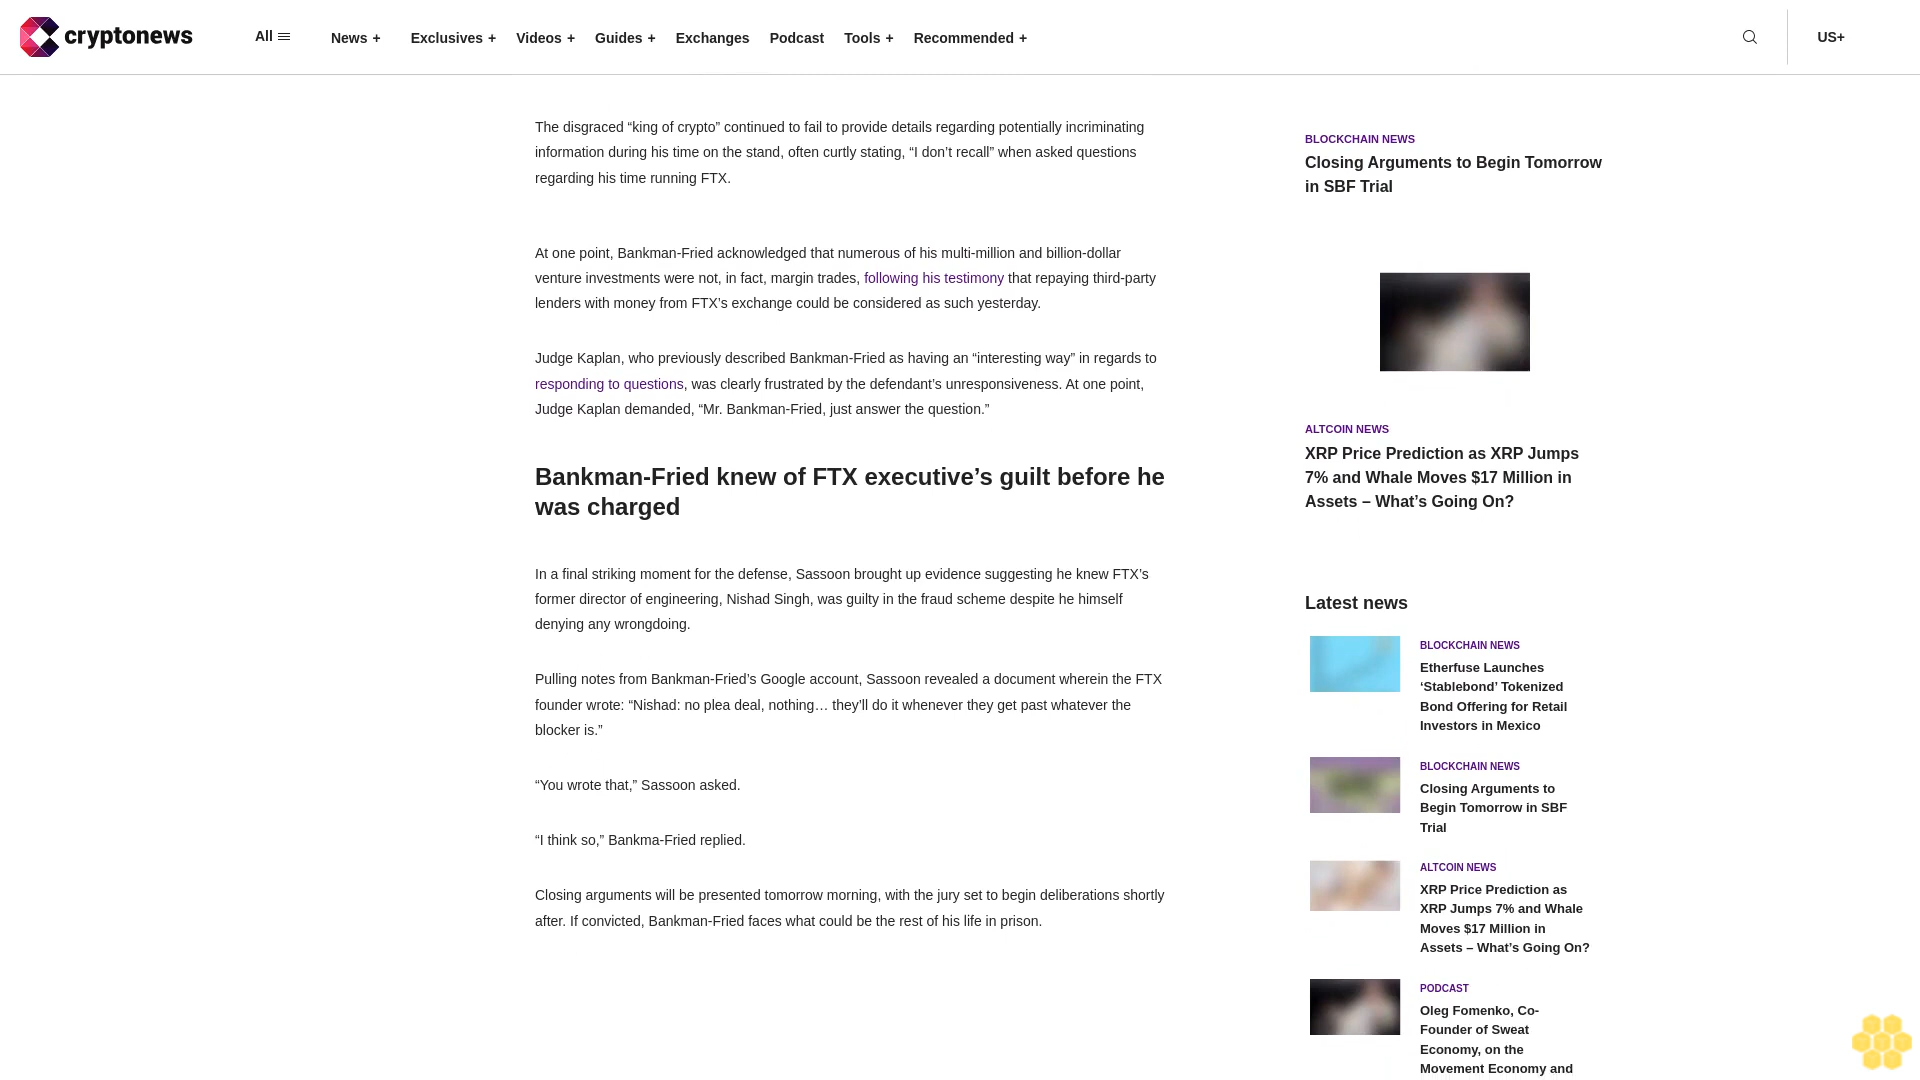 cryptonews
All
News +
Exclusives +
Videos +
Guides +
Exchanges
Podcast
Tools +
Recommended +
US+
The disgraced “king of crypto” continued to fail to provide details regarding potentially incriminating
information during his time on the stand, often curtly stating, “I don’t recall” when asked questions
regarding his time running FTX.
At one point, Bankman-Fried acknowledged that numerous of his multi-million and billion-dollar
venture investments were not, in fact, margin trades, following his testimony that repaying third-party
lenders with money from FTX’s exchange could be considered as such yesterday.
Judge Kaplan, who previously described Bankman-Fried as having an “interesting way” in regards to
responding to questions, was clearly frustrated by the defendant’s unresponsiveness. At one point,
Judge Kaplan demanded, “Mr. Bankman-Fried, just answer the question.”
Bankman-Fried knew of FTX executive’s guilt before he
was charged
In a final striking moment for the defense, Sassoon brought up evidence suggesting he knew FTX’s
former director of engineering, Nishad Singh, was guilty in the fraud scheme despite he himself
denying any wrongdoing.
Pulling notes from Bankman-Fried’s Google account, Sassoon revealed a document wherein the FTX
founder wrote: “Nishad: no plea deal, nothing… they’ll do it whenever they get past whatever the
blocker is.”
“You wrote that,” Sassoon asked.
“I think so,” Bankma-Fried replied.
Closing arguments will be presented tomorrow morning, with the jury set to begin deliberations shortly
after. If convicted, Bankman-Fried faces what could be the rest of his life in prison.
BLOCKCHAIN NEWS
Closing Arguments to Begin Tomorrow
in SBF Trial
ALTCOIN NEWS
XRP Price Prediction as XRP Jumps
7% and Whale Moves $17 Million in
Assets – What’s Going On?
Latest news
BLOCKCHAIN NEWS
Etherfuse Launches
‘Stablebond’ Tokenized
Bond Offering for Retail
Investors in Mexico
BLOCKCHAIN NEWS
Closing Arguments to
Begin Tomorrow in SBF
Trial
ALTCOIN NEWS
XRP Price Prediction as
XRP Jumps 7% and Whale
Moves $17 Million in
Assets – What’s Going On?
PODCAST
Oleg Fomenko, Co-
Founder of Sweat
Economy, on the
Movement Economy and